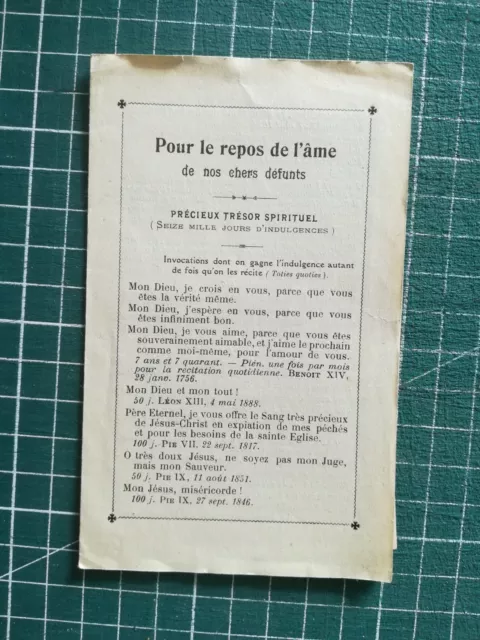 Pour le repos de l'âme
de nos chers défunts
PRÉCIEUX TRÉSOR SPIRITUEL
(SEIZE MILLE JOURS D'INDULGENCES)
Invocations dont on gagne l'indulgence autant
de fois qu'on les récite (Toties quoties).
Mon Dieu, je crois en vous, parce que vous
êtes la vérité même.
Mon Dieu, j'espère en vous, parce que vous
êtes infiniment bon.
Mon Dieu, je vous aime, parce que vous êtes
souverainement aimable, et j'aime le prochain
comme moi-même, pour l'amour de vous.
7 ans et 7 quarant. — Plén. une fois par mois
pour la récitation quotidienne. BENOIT XIV,
28 janv. 1756.
Mon Dieu et mon tout !
50 j. LÉON XIII, 4 mai 1888.
Père Eternel, je vous offre le Sang très précieux
de Jésus-Christ en expiation de mes péchés
et pour les besoins de la sainte Eglise.
100 j. PIE VII, 22 sept. 1817.
O très doux Jésus, ne soyez pas mon Juge,
mais mon Sauveur.
50 j. PIE IX, 11 août 1851.
Mon Jésus, miséricorde !
100 j. PIE IX, 27 sept. 1846.